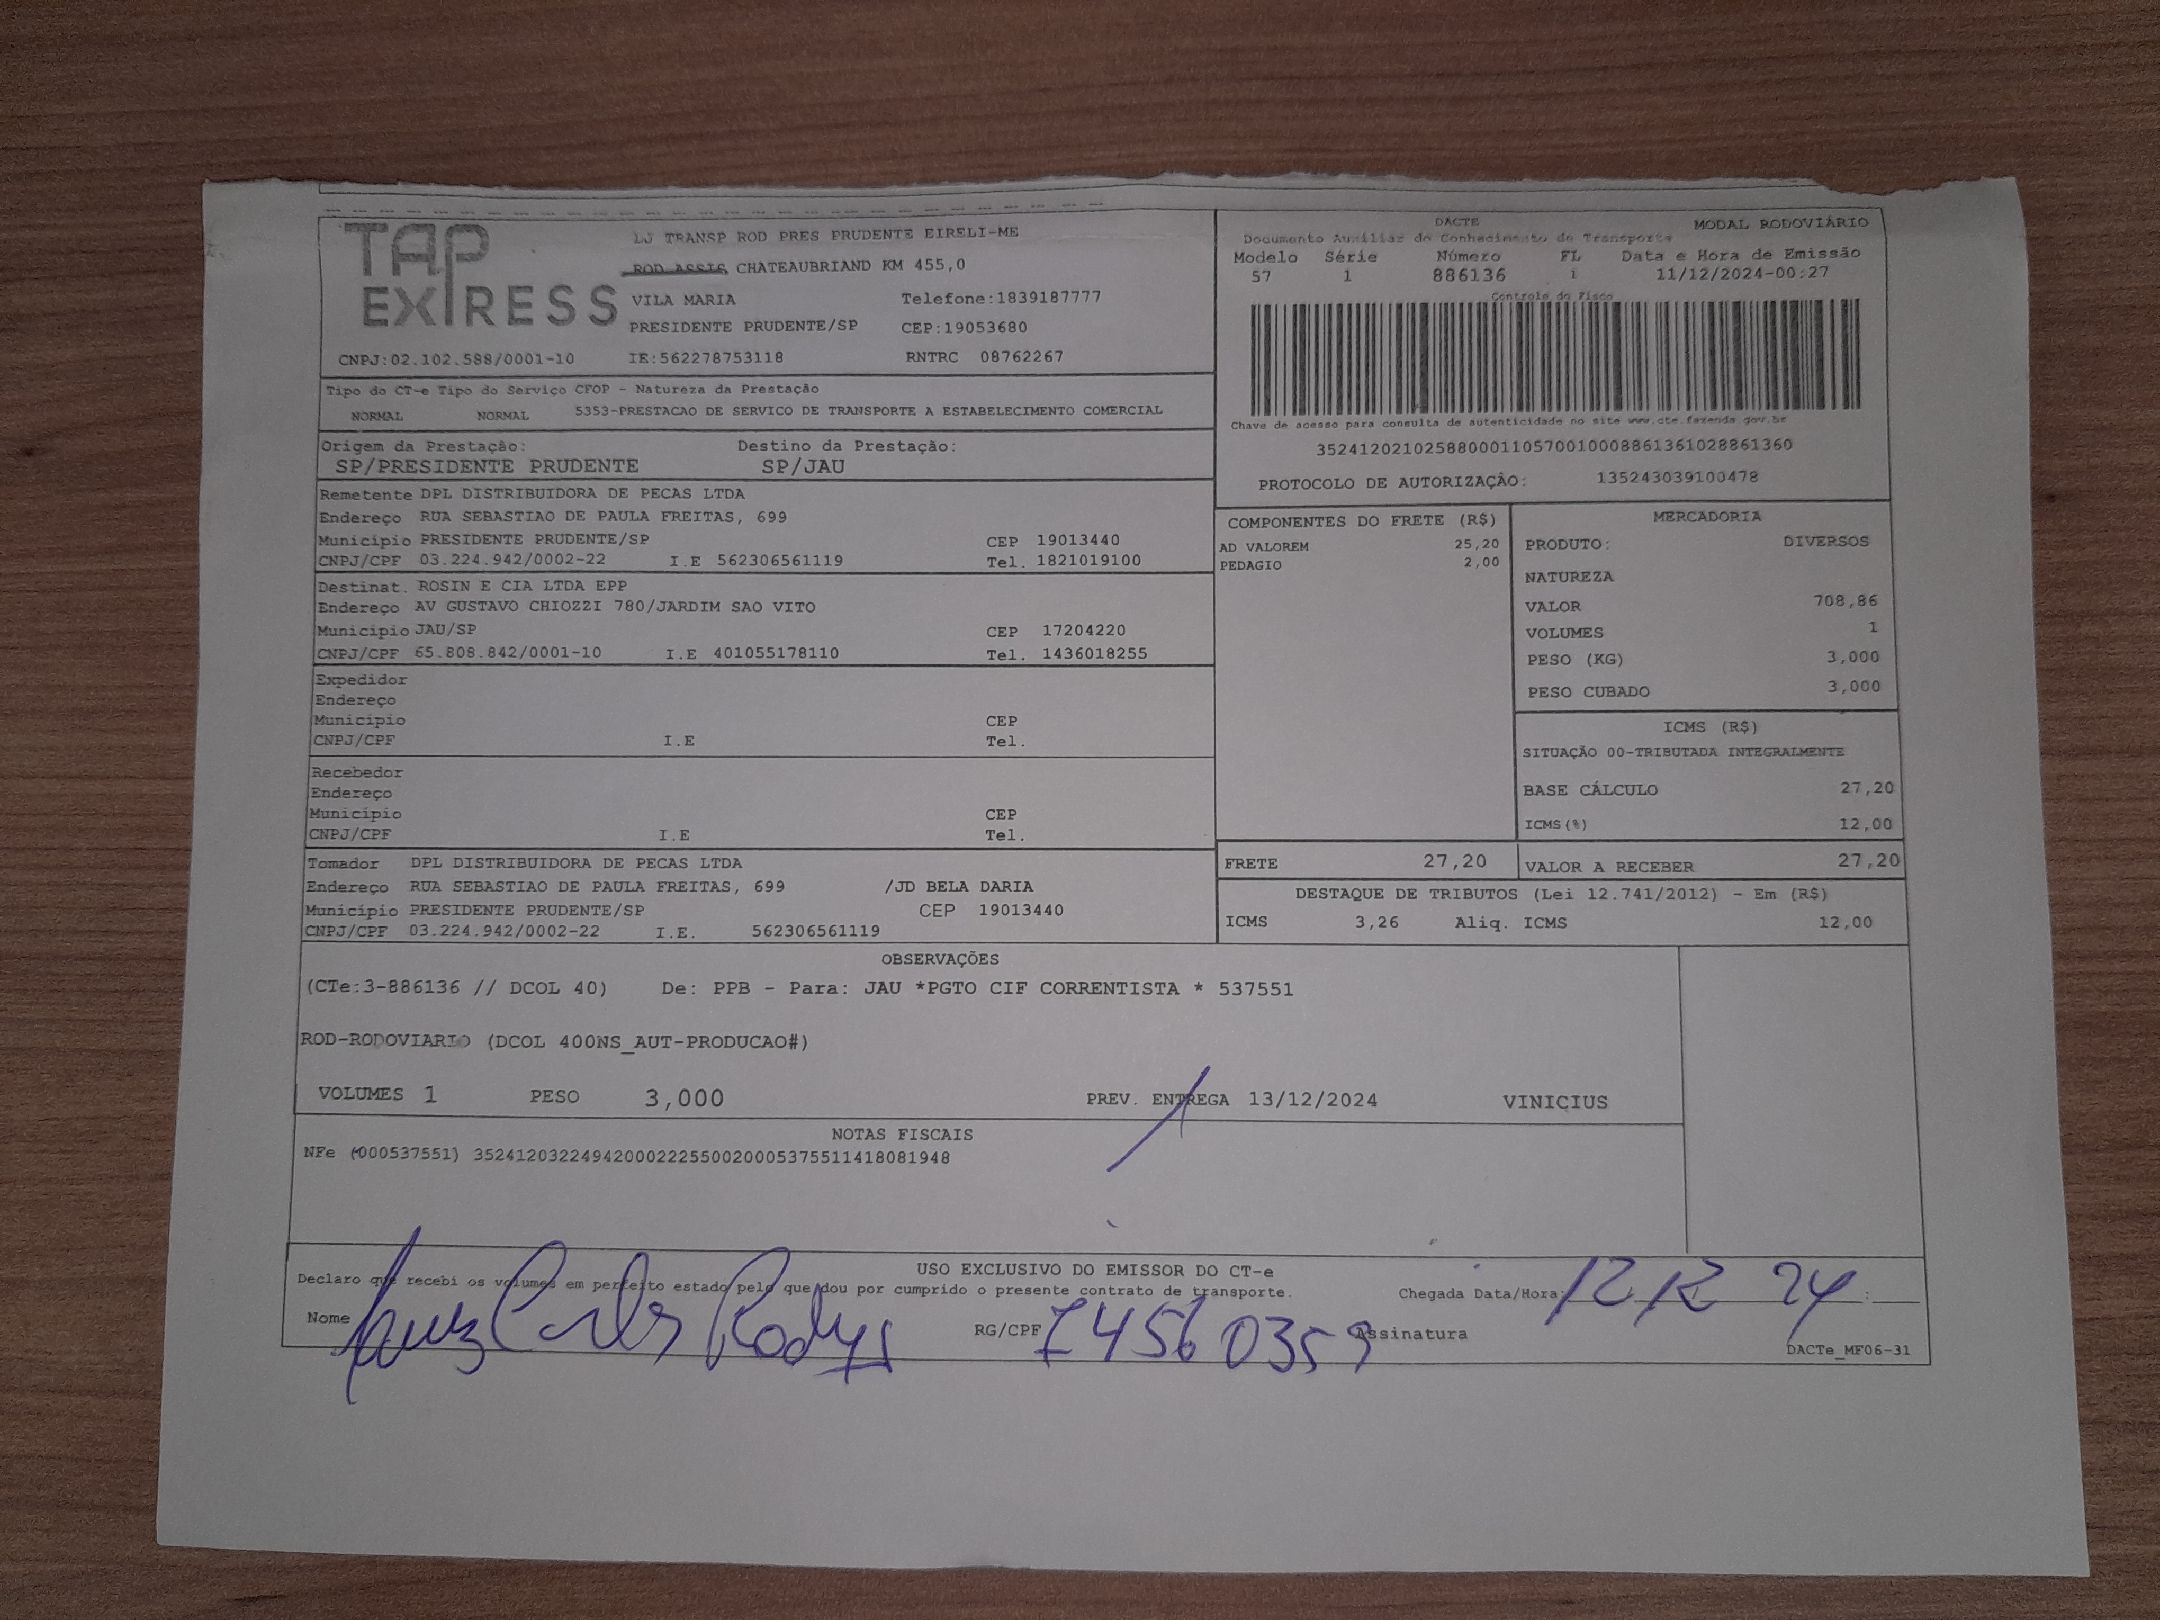 TAP EXPRESS
LJ TRANSP ROD PRES PRUDENTE EIRELI-ME
ROD ASSIS CHATEAUBRIAND KM 455,0
VILA MARIA Telefone:1839187777
PRESIDENTE PRUDENTE/SP CEP:19053680
CNPJ:02.102.588/0001-10 IE:562278753118 RNTRC 08762267
DACTE MODAL RODOVIÁRIO
Documento Auxiliar do Conhecimento de Transporte
Modelo Série Número FL Data e Hora de Emissão
57 1 886136 1 11/12/2024-00:27
Controle do Fisco
Chave de acesso para consulta de autenticidade no site www.cte.fazenda.gov.br
35241202102588000110570010008861361028861360
PROTOCOLO DE AUTORIZAÇÃO: 135243039100478
Tipo do CT-e Tipo do Serviço CFOP - Natureza da Prestação
NORMAL NORMAL 5353-PRESTACAO DE SERVICO DE TRANSPORTE A ESTABELECIMENTO COMERCIAL
Origem da Prestação: Destino da Prestação:
SP/PRESIDENTE PRUDENTE SP/JAU
Remetente DPL DISTRIBUIDORA DE PECAS LTDA
Endereço RUA SEBASTIAO DE PAULA FREITAS, 699
Município PRESIDENTE PRUDENTE/SP CEP 19013440
CNPJ/CPF 03.224.942/0002-22 I.E 562306561119 Tel. 1821019100
Destinat. ROSIN E CIA LTDA EPP
Endereço AV GUSTAVO CHIOZZI 780/JARDIM SAO VITO
Município JAU/SP CEP 17204220
CNPJ/CPF 65.808.842/0001-10 I.E 401055178110 Tel. 1436018255
Expedidor
Endereço
Município CEP
CNPJ/CPF I.E Tel.
Recebedor
Endereço
Município CEP
CNPJ/CPF I.E Tel.
Tomador DPL DISTRIBUIDORA DE PECAS LTDA
Endereço RUA SEBASTIAO DE PAULA FREITAS, 699 /JD BELA DARIA
Município PRESIDENTE PRUDENTE/SP CEP 19013440
CNPJ/CPF 03.224.942/0002-22 I.E. 562306561119
COMPONENTES DO FRETE (R$)
AD VALOREM 25,20
PEDAGIO 2,00
MERCADORIA
PRODUTO: DIVERSOS
NATUREZA
VALOR 708,86
VOLUMES 1
PESO (KG) 3,000
PESO CUBADO 3,000
ICMS (R$)
SITUAÇÃO 00-TRIBUTADA INTEGRALMENTE
BASE CÁLCULO 27,20
ICMS(%) 12,00
FRETE 27,20 VALOR A RECEBER 27,20
DESTAQUE DE TRIBUTOS (Lei 12.741/2012) - Em (R$)
ICMS 3,26 Aliq. ICMS 12,00
OBSERVAÇÕES
(CTe:3-886136 // DCOL 40) De: PPB - Para: JAU *PGTO CIF CORRENTISTA * 537551
ROD-RODOVIARIO (DCOL 400NS_AUT-PRODUCAO#)
VOLUMES 1 PESO 3,000 PREV. ENTREGA 13/12/2024 VINICIUS
NOTAS FISCAIS
NFe (000537551) 35241203224942000222550020005375511418081948
USO EXCLUSIVO DO EMISSOR DO CT-e
Declaro que recebi os volumes em perfeito estado pelo que dou por cumprido o presente contrato de transporte. Chegada Data/Hora: 12 12 24
Nome Carlos RG/CPF 74560359 Assinatura
DACTe_MF06-31